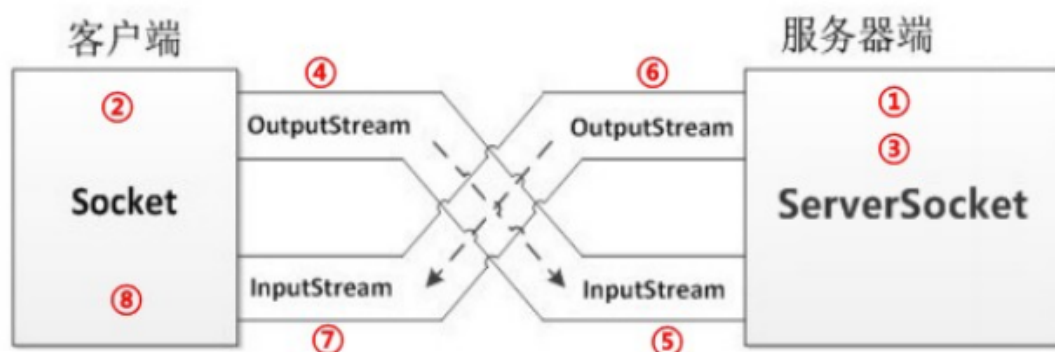 客户端
服务器端
④
⑥
②
①
OutputStream
OutputStream
③
Socket
ServerSocket
InputStream
InputStream
⑧
⑦
⑤